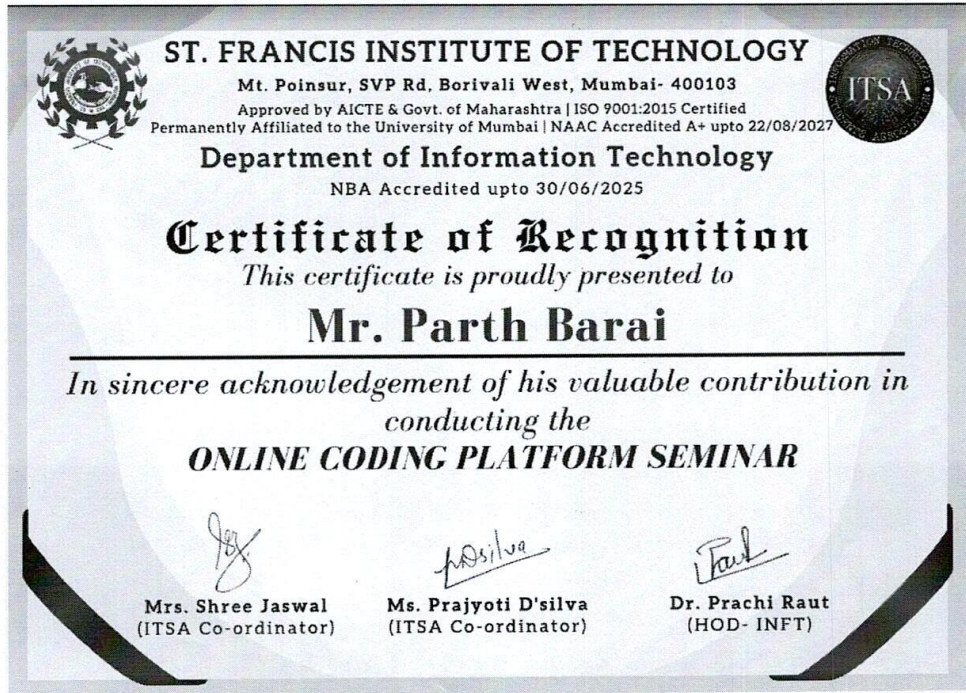 ST. FRANCIS INSTITUTE OF TECHNOLOGY
Mt. Poinsur, SVP Rd, Borivali West, Mumbai- 400103
Approved by AICTE & Govt. of Maharashtra | ISO 9001:2015 Certified
Permanently Affiliated to the University of Mumbai | NAAC Accredited A+ upto 22/08/2027
ITSA
Department of Information Technology
NBA Accredited upto 30/06/2025
Certificate of Recognition
This certificate is proudly presented to
Mr. Parth Barai
In sincere acknowledgement of his valuable contribution in
conducting the
ONLINE CODING PLATFORM SEMINAR
Mrs. Shree Jaswal
(ITSA Co-ordinator)
Ms. Prajyoti D'silva
(ITSA Co-ordinator)
Dr. Prachi Raut
(HOD- INFT)